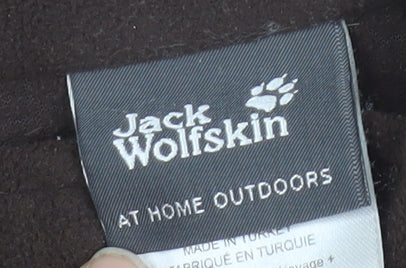 Jack
Wolfskin
AT HOME OUTDOORS
MADE IN TURKEY
FABRIQUÉ EN TURQUIE
+